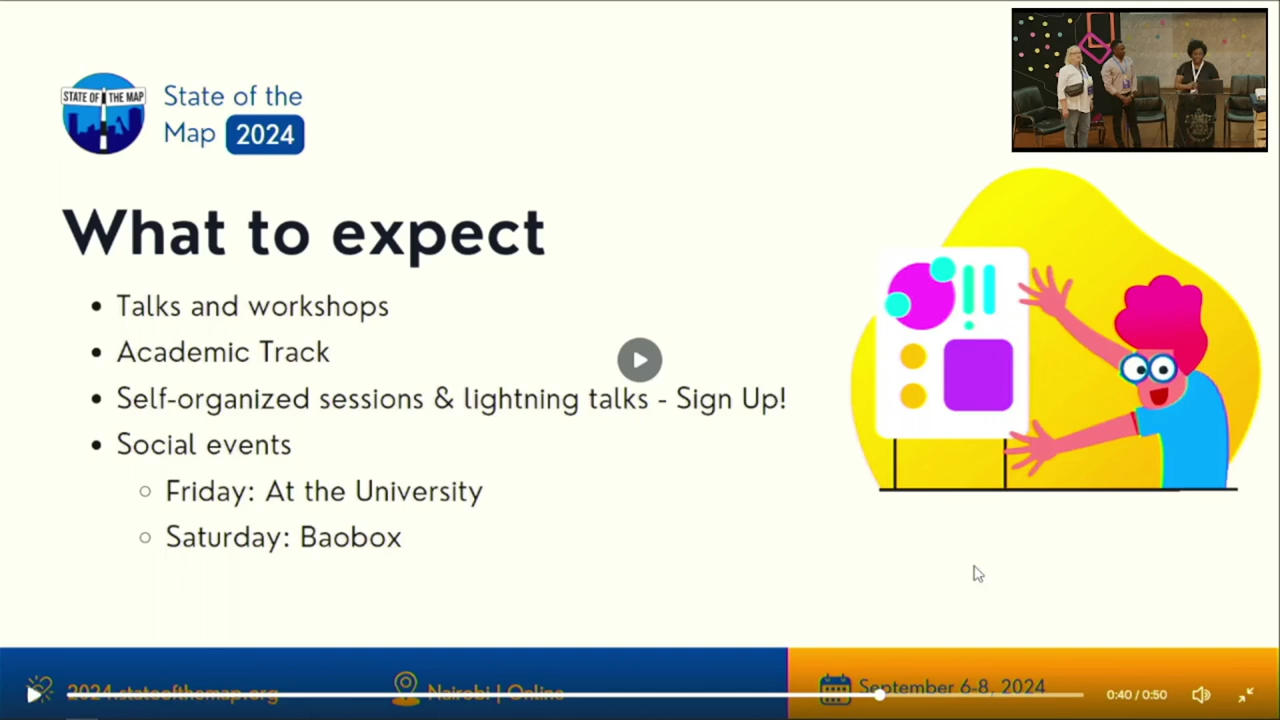 STATE OF THE MAP
State of the
Map 2024
What to expect
• Talks and workshops
• Academic Track
• Self-organized sessions & lightning talks - Sign Up!
• Social events
○ Friday: At the University
○ Saturday: Baobox
2024.stateofthemap.org
Nairobi | Online
September 6-8, 2024
0:40 / 0:50